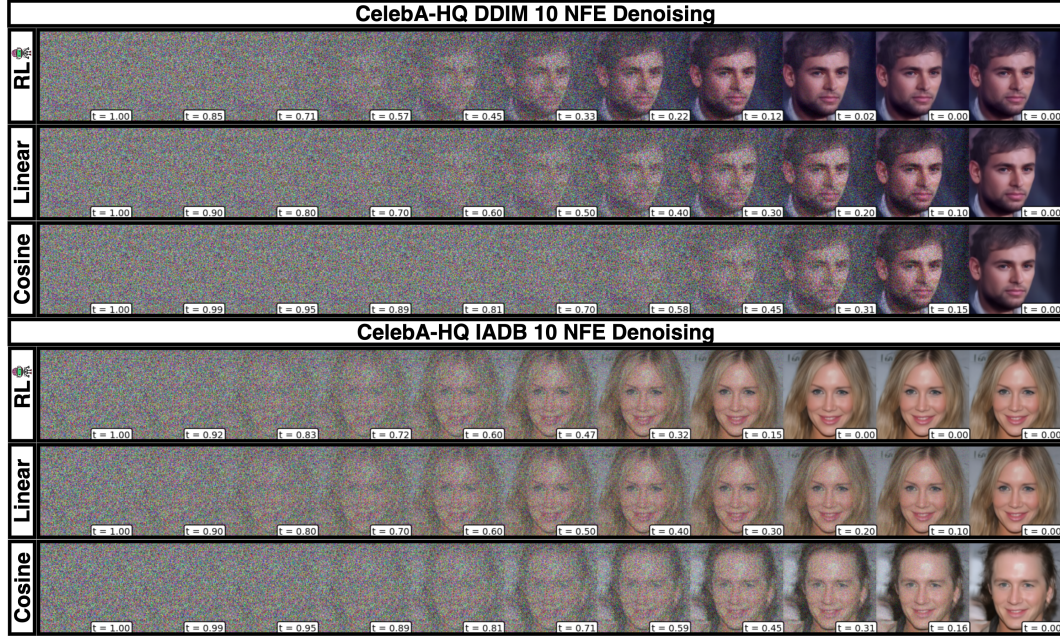 CelebA-HQ DDIM 10 NFE Denoising
RL
t = 1.00 t = 0.85 t = 0.71 t = 0.57 t = 0.45 t = 0.33 t = 0.22 t = 0.12 t = 0.02 t = 0.00 t = 0.00
Linear
t = 1.00 t = 0.90 t = 0.80 t = 0.70 t = 0.60 t = 0.50 t = 0.40 t = 0.30 t = 0.20 t = 0.10 t = 0.00
Cosine
t = 1.00 t = 0.99 t = 0.95 t = 0.89 t = 0.81 t = 0.70 t = 0.58 t = 0.45 t = 0.31 t = 0.15 t = 0.00
CelebA-HQ IADB 10 NFE Denoising
RL
t = 1.00 t = 0.92 t = 0.83 t = 0.72 t = 0.60 t = 0.47 t = 0.32 t = 0.15 t = 0.00 t = 0.00 t = 0.00
Linear
t = 1.00 t = 0.90 t = 0.80 t = 0.70 t = 0.60 t = 0.50 t = 0.40 t = 0.30 t = 0.20 t = 0.10 t = 0.00
Cosine
t = 1.00 t = 0.99 t = 0.95 t = 0.89 t = 0.81 t = 0.71 t = 0.59 t = 0.45 t = 0.31 t = 0.16 t = 0.00